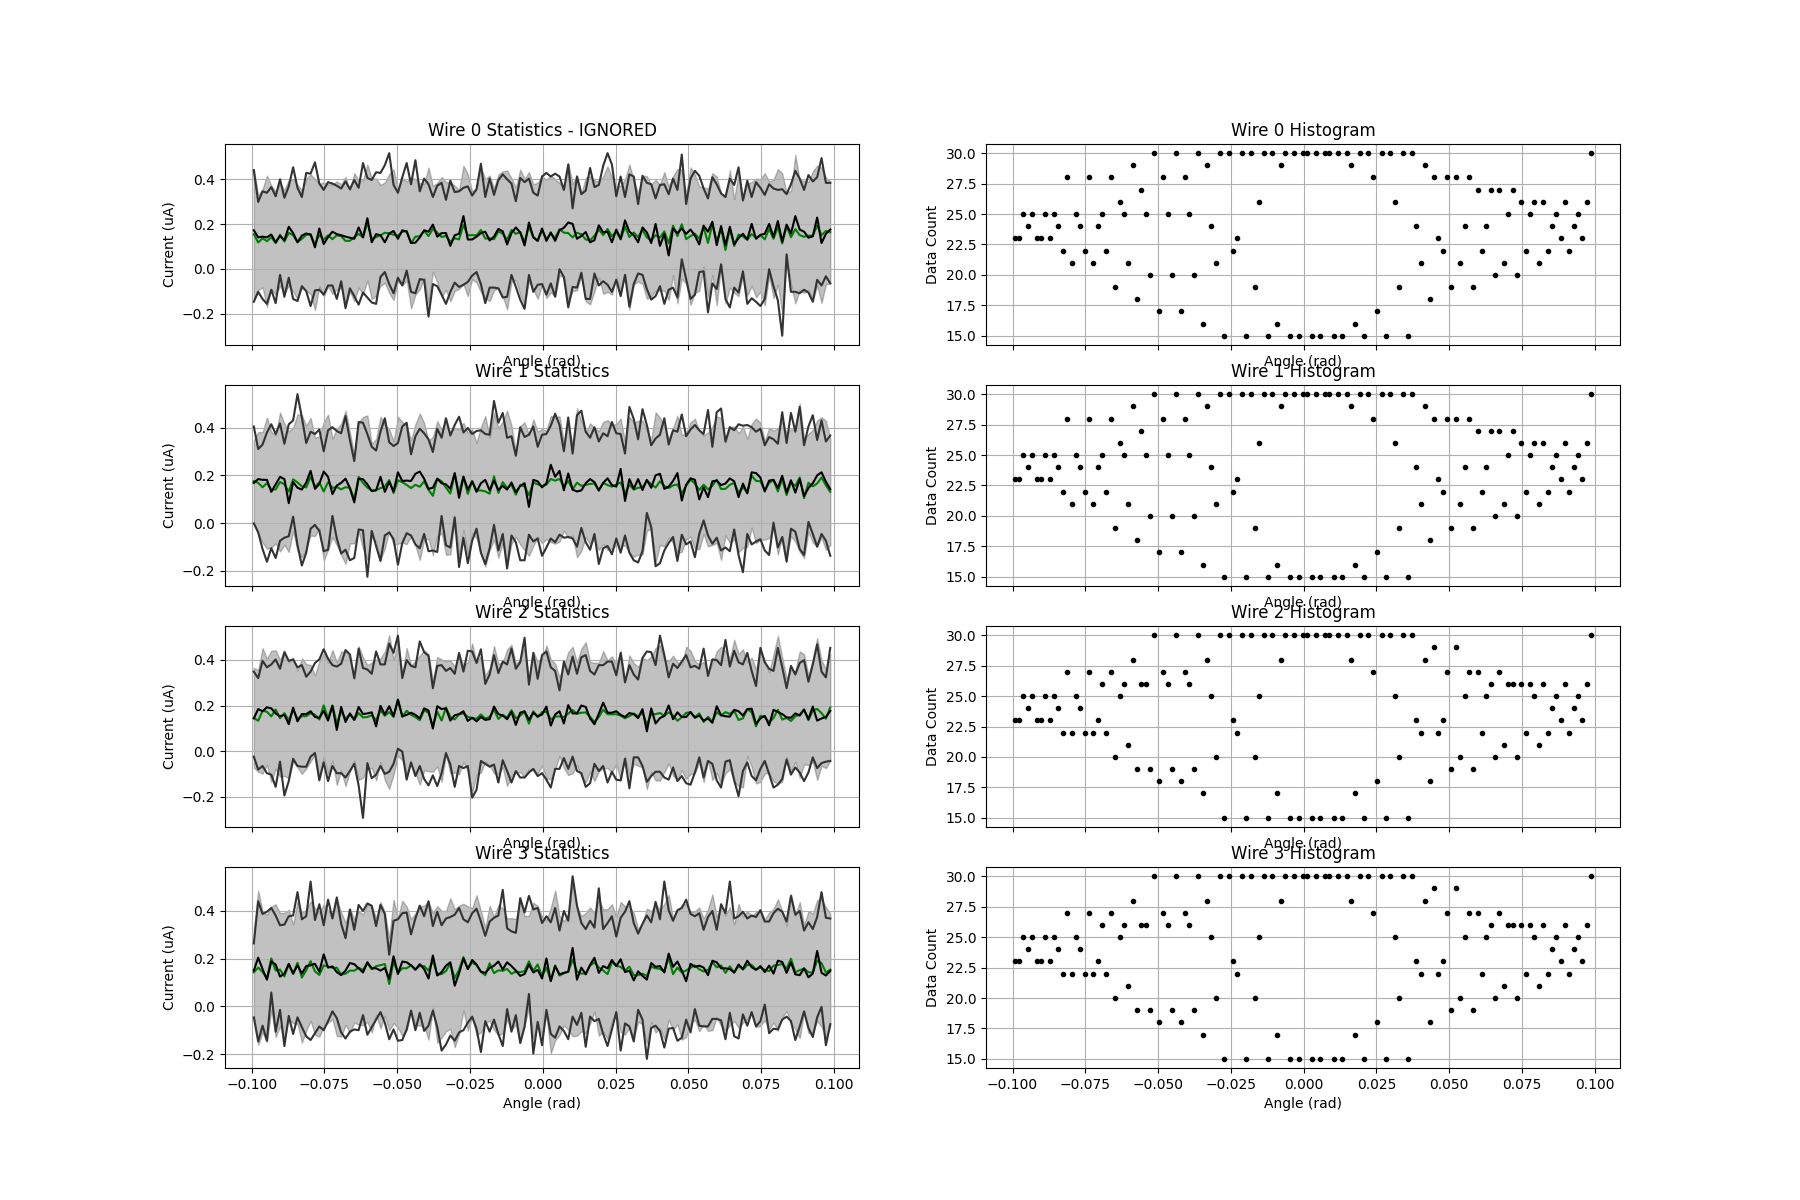 Wire 0 Statistics - IGNORED
Current (uA)
0.4
0.2
0.0
−0.2
Angle (rad)
Wire 0 Histogram
Data Count
30.0
27.5
25.0
22.5
20.0
17.5
15.0
Angle (rad)
Wire 1 Statistics
Current (uA)
0.4
0.2
0.0
−0.2
Angle (rad)
Wire 1 Histogram
Data Count
30.0
27.5
25.0
22.5
20.0
17.5
15.0
Angle (rad)
Wire 2 Statistics
Current (uA)
0.4
0.2
0.0
−0.2
Angle (rad)
Wire 2 Histogram
Data Count
30.0
27.5
25.0
22.5
20.0
17.5
15.0
Angle (rad)
Wire 3 Statistics
Current (uA)
0.4
0.2
0.0
−0.2
−0.100 −0.075 −0.050 −0.025 0.000 0.025 0.050 0.075 0.100
Angle (rad)
Wire 3 Histogram
Data Count
30.0
27.5
25.0
22.5
20.0
17.5
15.0
−0.100 −0.075 −0.050 −0.025 0.000 0.025 0.050 0.075 0.100
Angle (rad)